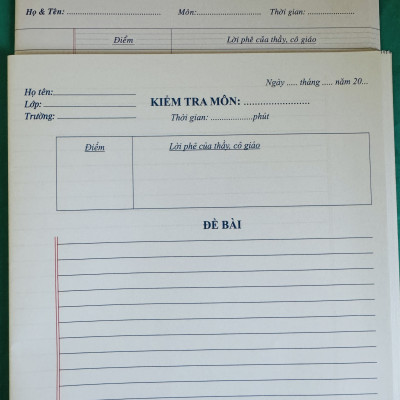 Họ & Tên:........................................ Môn:........................... Thời gian: ..................
Điểm Lời phê của thầy, cô giáo
Ngày ..... tháng ..... năm 20...
Họ tên:
Lớp:
KIỂM TRA MÔN: .......................
Trường:
Thời gian: ...................phút
Điểm Lời phê của thầy, cô giáo
ĐỀ BÀI